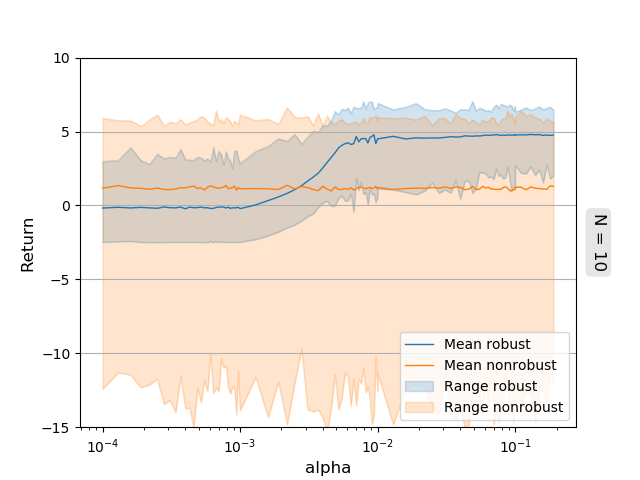 10
5
0
−5
−10
−15
Return
10⁻⁴
10⁻³
10⁻²
10⁻¹
alpha
N = 10
Mean robust
Mean nonrobust
Range robust
Range nonrobust